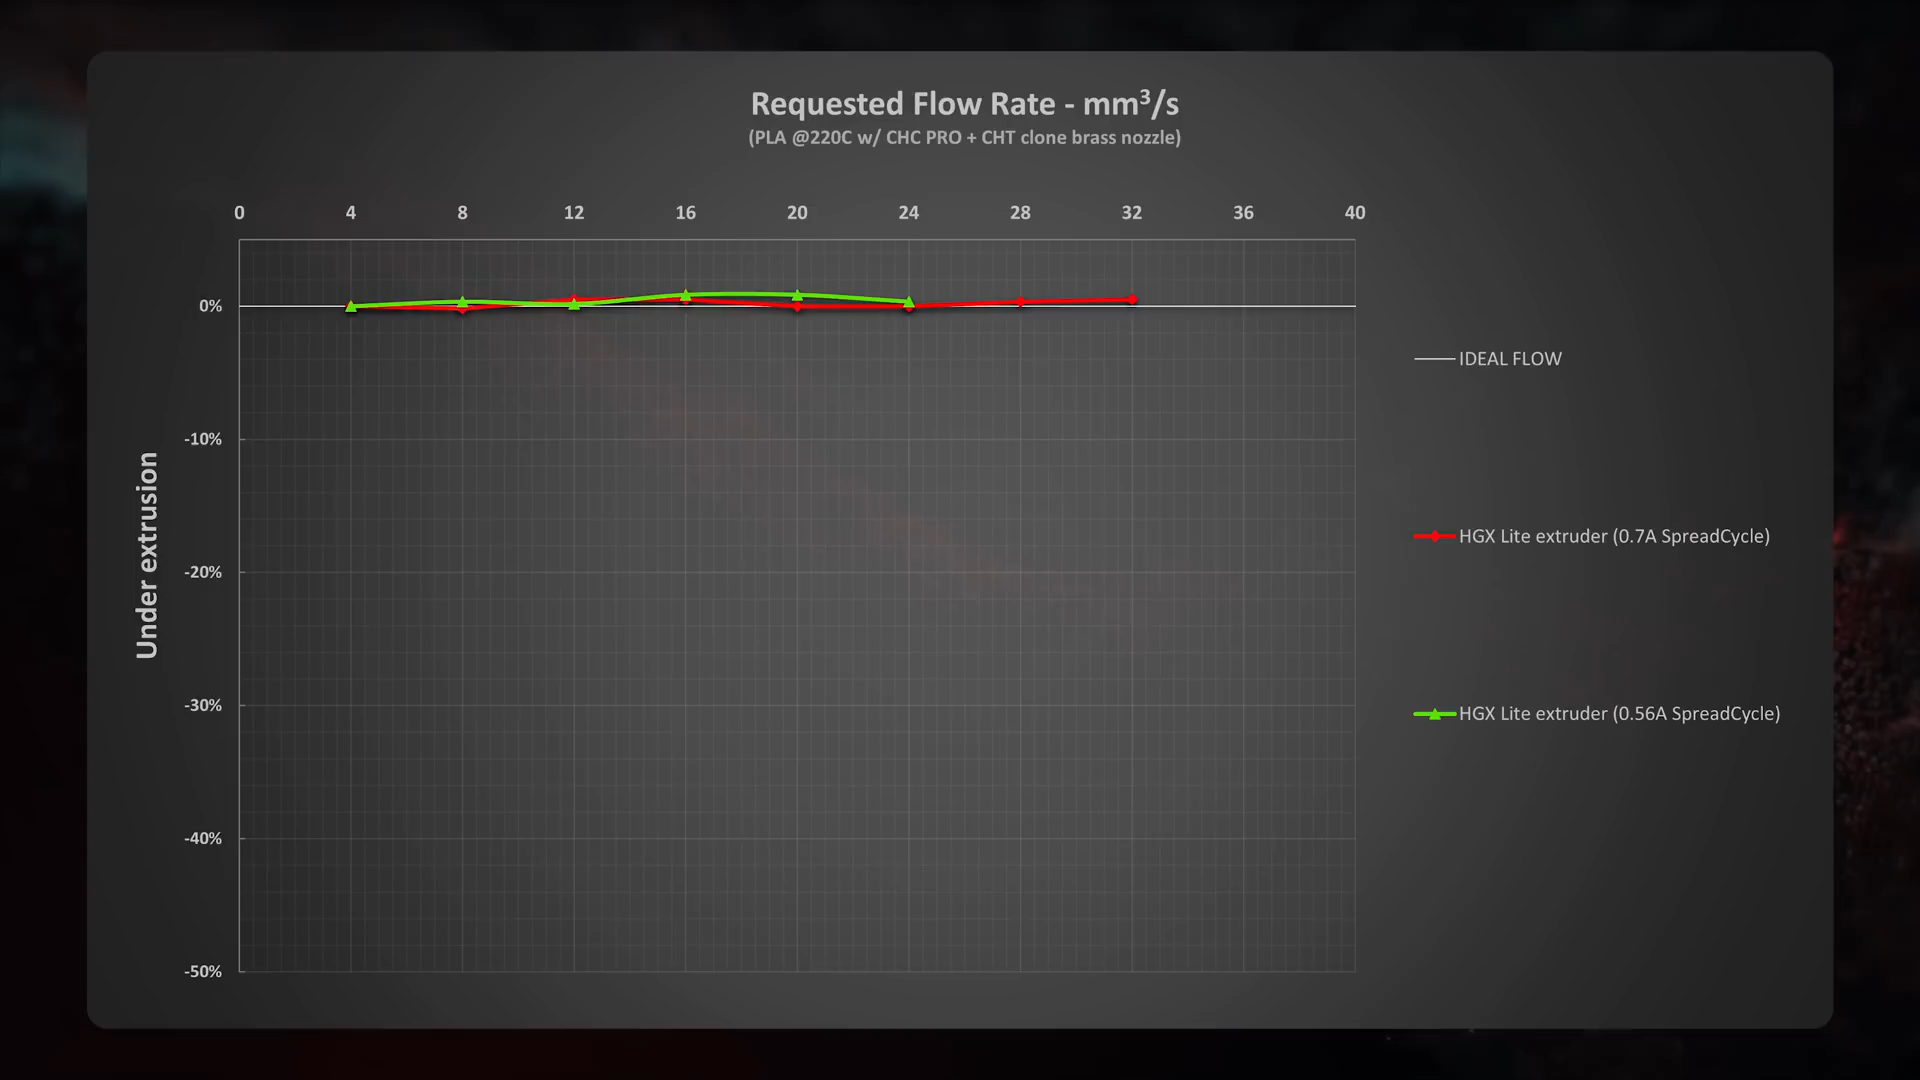 Requested Flow Rate - mm³/s
(PLA @220C w/ CHC PRO + CHT clone brass nozzle)
0 4 8 12 16 20 24 28 32 36 40
0%
-10%
-20%
-30%
-40%
-50%
Under extrusion
IDEAL FLOW
HGX Lite extruder (0.7A SpreadCycle)
HGX Lite extruder (0.56A SpreadCycle)